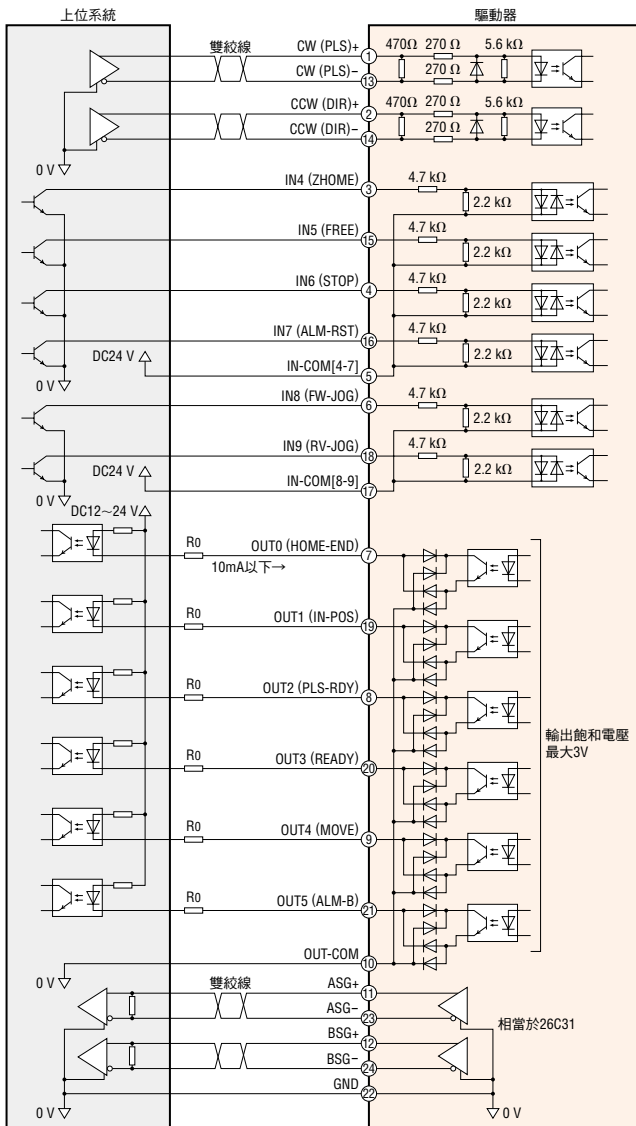 上位系統
驅動器
雙絞線
CW (PLS)+
1
470Ω
270 Ω
5.6 kΩ
CW (PLS)−
13
270 Ω
CCW (DIR)+
2
470Ω
270 Ω
5.6 kΩ
CCW (DIR)−
14
270 Ω
0 V
IN4 (ZHOME)
3
4.7 kΩ
2.2 kΩ
IN5 (FREE)
15
4.7 kΩ
2.2 kΩ
IN6 (STOP)
4
4.7 kΩ
2.2 kΩ
IN7 (ALM-RST)
16
4.7 kΩ
2.2 kΩ
DC24 V
IN-COM[4-7]
5
0 V
IN8 (FW-JOG)
6
4.7 kΩ
2.2 kΩ
IN9 (RV-JOG)
18
4.7 kΩ
2.2 kΩ
DC24 V
IN-COM[8-9]
17
0 V
DC12～24 V
R0
OUT0 (HOME-END)
7
10mA以下→
R0
OUT1 (IN-POS)
19
R0
OUT2 (PLS-RDY)
8
輸出飽和電壓
最大3V
R0
OUT3 (READY)
20
R0
OUT4 (MOVE)
9
R0
OUT5 (ALM-B)
21
OUT-COM
10
0 V
雙絞線
ASG+
11
ASG−
23
相當於26C31
BSG+
12
BSG−
24
GND
22
0 V
0 V